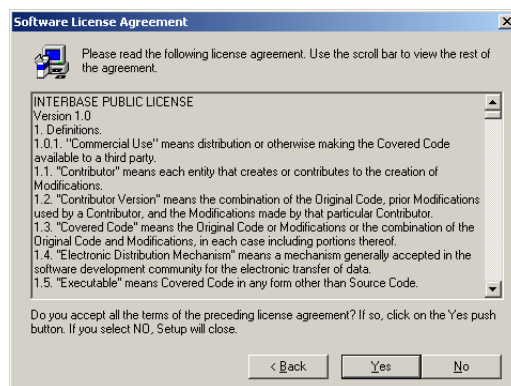 Software License Agreement
Please read the following license agreement. Use the scroll bar to view the rest of
the agreement.
INTERBASE PUBLIC LICENSE
Version 1.0
1. Definitions.
1.0.1. "Commercial Use" means distribution or otherwise making the Covered Code
available to a third party.
1.1. "Contributor" means each entity that creates or contributes to the creation of
Modifications.
1.2. "Contributor Version" means the combination of the Original Code, prior Modifications
used by a Contributor, and the Modifications made by that particular Contributor.
1.3. "Covered Code" means the Original Code or Modifications or the combination of the
Original Code and Modifications, in each case including portions thereof.
1.4. "Electronic Distribution Mechanism" means a mechanism generally accepted in the
software development community for the electronic transfer of data.
1.5. "Executable" means Covered Code in any form other than Source Code.
Do you accept all the terms of the preceding license agreement? If so, click on the Yes push
button. If you select NO, Setup will close.
< Back
Yes
No